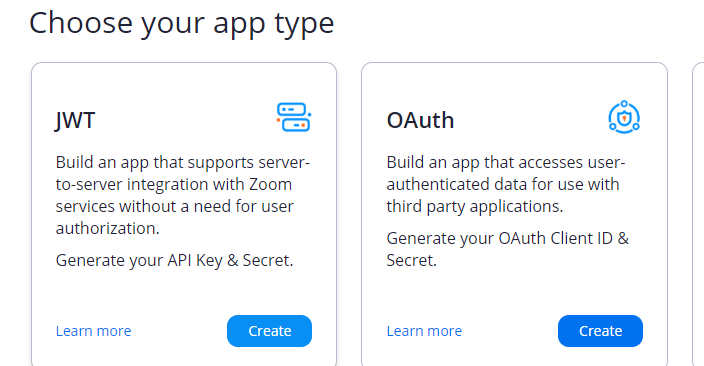 Choose your app type
JWT
Build an app that supports server-
to-server integration with Zoom
services without a need for user
authorization.
Generate your API Key & Secret.
Learn more
Create
OAuth
Build an app that accesses user-
authenticated data for use with
third party applications.
Generate your OAuth Client ID &
Secret.
Learn more
Create